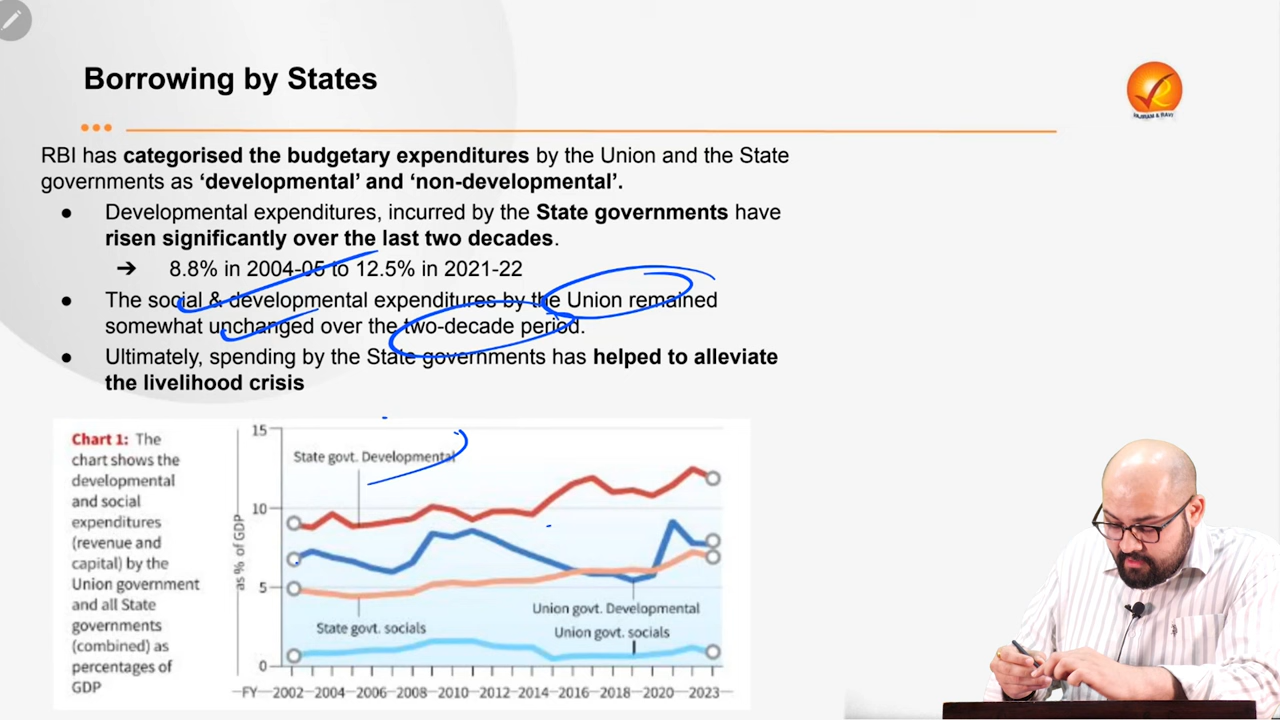 Borrowing by States
VAJIRAM & RAVI
RBI has categorised the budgetary expenditures by the Union and the State
governments as ‘developmental’ and ‘non-developmental’.
● Developmental expenditures, incurred by the State governments have
risen significantly over the last two decades.
➔ 8.8% in 2004-05 to 12.5% in 2021-22
● The social & developmental expenditures by the Union remained
somewhat unchanged over the two-decade period.
● Ultimately, spending by the State governments has helped to alleviate
the livelihood crisis
Chart 1: The
chart shows the
developmental
and social
expenditures
(revenue and
capital) by the
Union government
and all State
governments
(combined) as
percentages of
GDP
as % of GDP
15
10
5
0
State govt. Developmental
Union govt. Developmental
State govt. socials
Union govt. socials
FY 2002 2004 2006 2008 2010 2012 2014 2016 2018 2020 2023